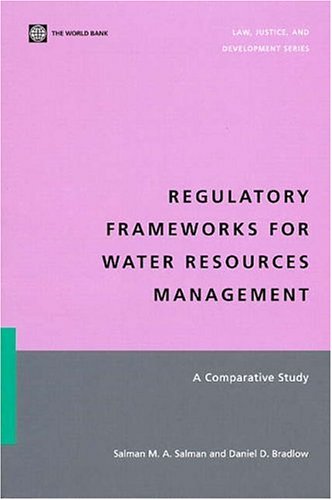 THE WORLD BANK
LAW, JUSTICE, AND
DEVELOPMENT SERIES
REGULATORY
FRAMEWORKS FOR
WATER RESOURCES
MANAGEMENT
A Comparative Study
Salman M. A. Salman and Daniel D. Bradlow